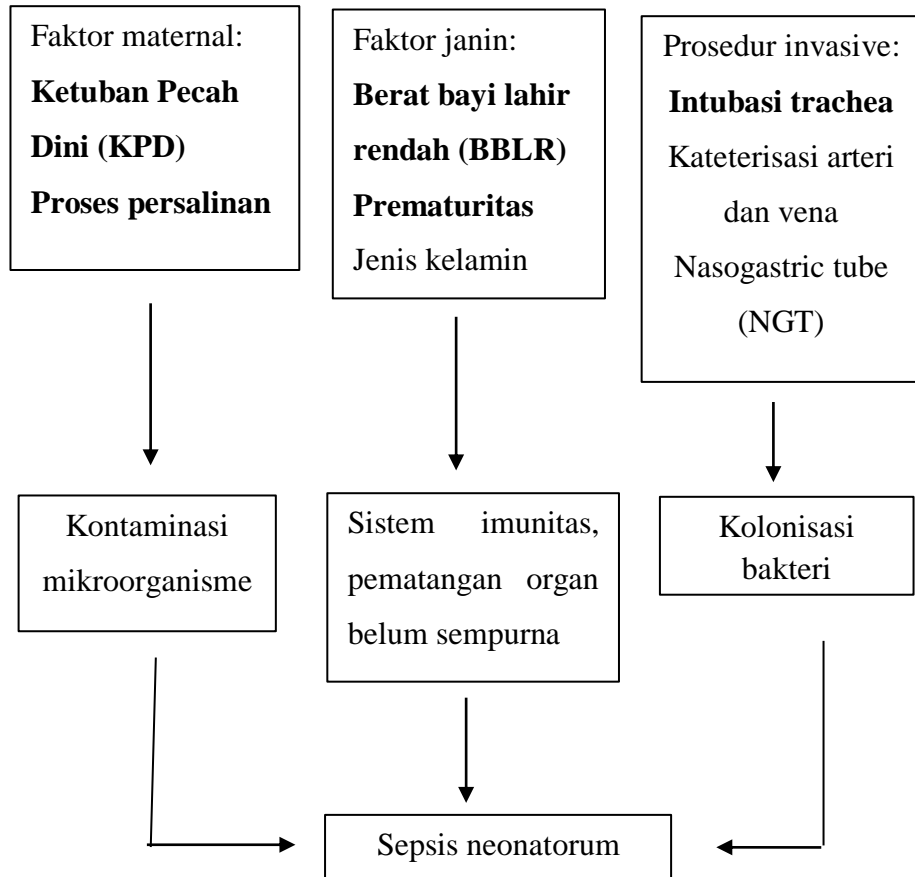 Faktor maternal:
Ketuban Pecah
Dini (KPD)
Proses persalinan
Faktor janin:
Berat bayi lahir
rendah (BBLR)
Prematuritas
Jenis kelamin
Prosedur invasive:
Intubasi trachea
Kateterisasi arteri
dan vena
Nasogastric tube
(NGT)
Kontaminasi
mikroorganisme
Sistem imunitas,
pematangan organ
belum sempurna
Kolonisasi
bakteri
Sepsis neonatorum